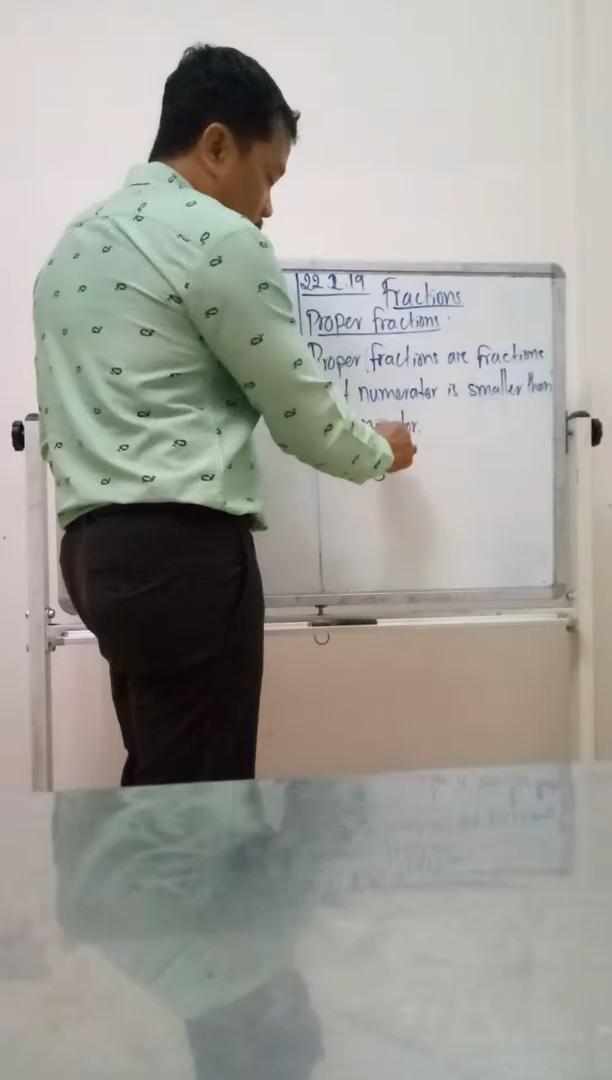 22.2.19 Fractions
Proper fractions.
Proper fractions are fractions
numerator is smaller than